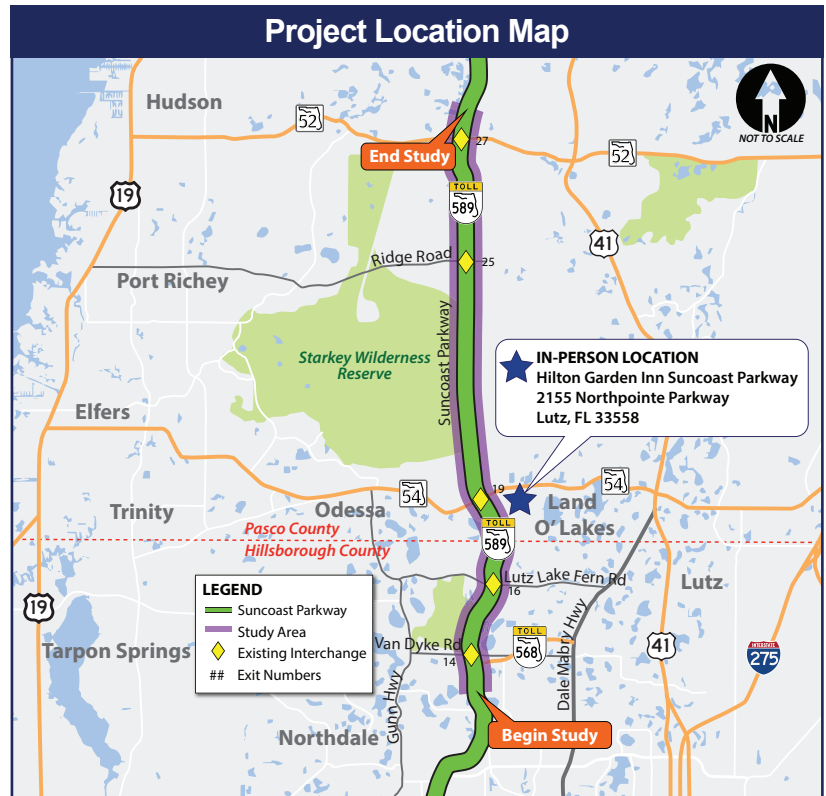 Project Location Map
Hudson
52
27
N
NOT TO SCALE
End Study
52
19
TOLL
589
41
Ridge Road
25
Port Richey
Suncoast Parkway
Starkey Wilderness
Reserve
IN-PERSON LOCATION
Hilton Garden Inn Suncoast Parkway
2155 Northpointe Parkway
Lutz, FL 33558
Elfers
19
54
54
Trinity
Odessa
Land
O' Lakes
Pasco County
Hillsborough County
TOLL
589
Lutz Lake Fern Rd
16
Lutz
LEGEND
Suncoast Parkway
Study Area
Existing Interchange
## Exit Numbers
19
Tarpon Springs
Van Dyke Rd
14
TOLL
568
Dale Mabry Hwy
41
INTERSTATE
275
Gunn Hwy
Northdale
Begin Study